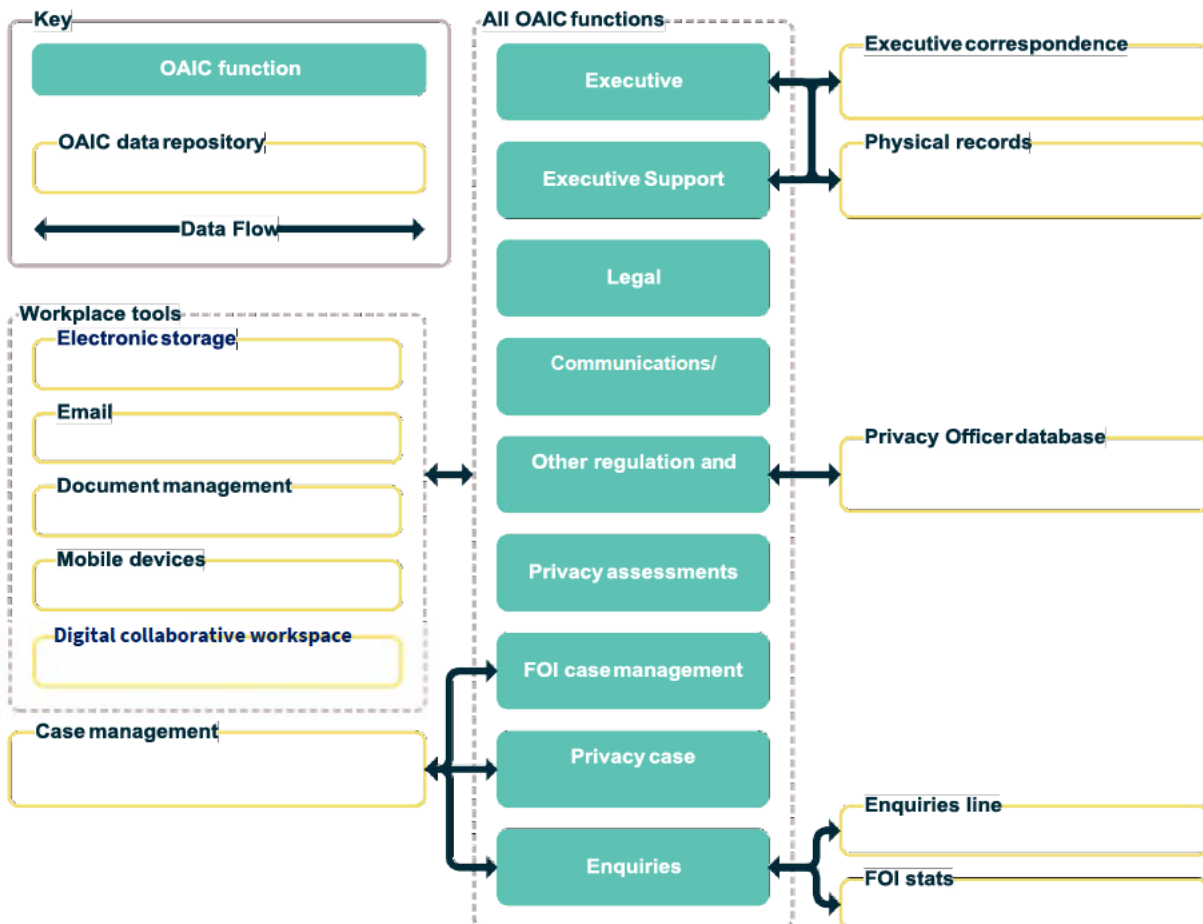 Key
OAIC function
OAIC data repository
Data Flow
Workplace tools
Electronic storage
Email
Document management
Mobile devices
Digital collaborative workspace
Case management
All OAIC functions
Executive
Executive Support
Legal
Communications/
Other regulation and
Privacy assessments
FOI case management
Privacy case
Enquiries
Executive correspondence
Physical records
Privacy Officer database
Enquiries line
FOI stats